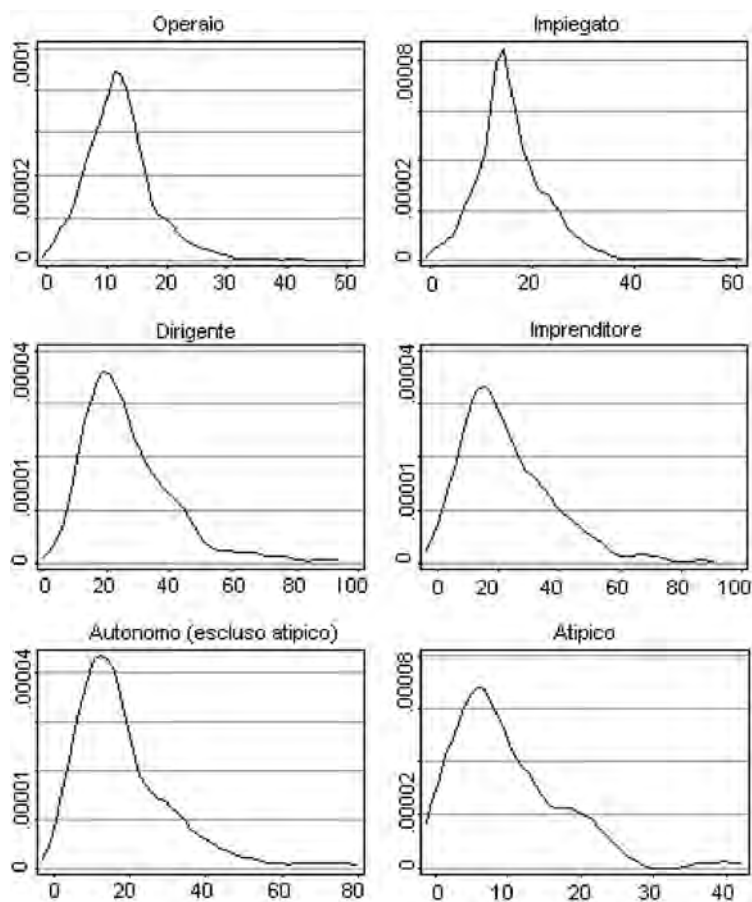 Operaio
.0001
.00002
0
0 10 20 30 40 50
Impiegato
.00008
.00002
0
0 20 40 60
Dirigente
.00004
.00001
0
0 20 40 60 80 100
Imprenditore
.00004
.00001
0
0 20 40 60 80 100
Autonomo (escluso atipico)
.00004
.00001
0
0 20 40 60 80
Atipico
.00008
.00002
0
0 10 20 30 40